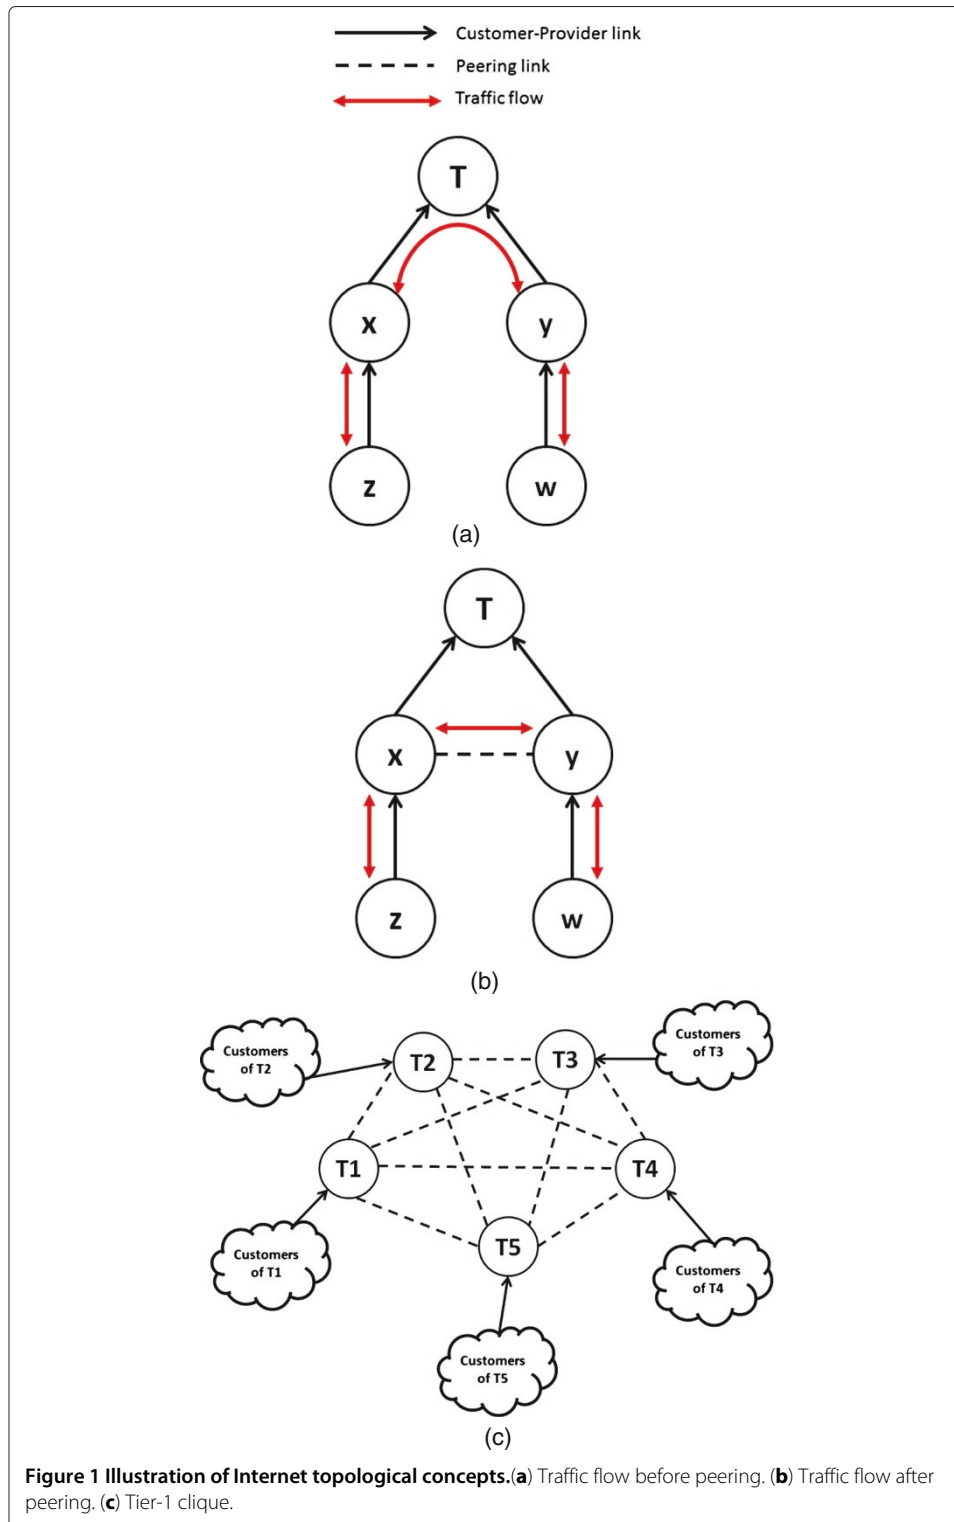 Customer-Provider link
Peering link
Traffic flow
T
x
y
z
w
(a)
T
x
y
z
w
(b)
Customers
of T2
T2
T3
Customers
of T3
T1
T4
Customers
of T1
T5
Customers
of T4
Customers
of T5
(c)
Figure 1 Illustration of Internet topological concepts.(a) Traffic flow before peering. (b) Traffic flow after
peering. (c) Tier-1 clique.